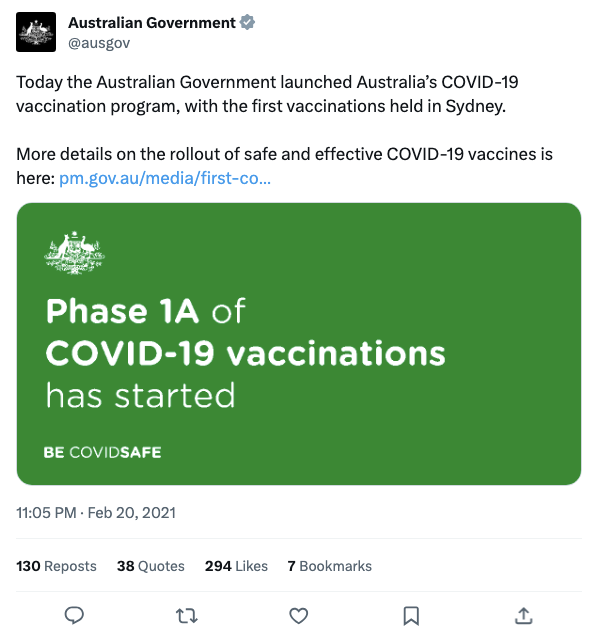 Australian Government
@ausgov
Today the Australian Government launched Australia’s COVID-19
vaccination program, with the first vaccinations held in Sydney.
More details on the rollout of safe and effective COVID-19 vaccines is
here: pm.gov.au/media/first-co...
Phase 1A of
COVID-19 vaccinations
has started
BE COVIDSAFE
11:05 PM · Feb 20, 2021
130 Reposts 38 Quotes 294 Likes 7 Bookmarks